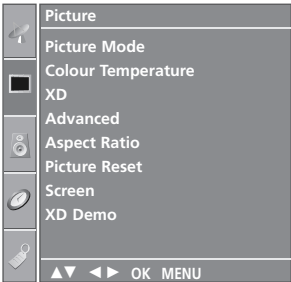 Picture
Picture Mode
Colour Temperature
XD
Advanced
Aspect Ratio
Picture Reset
Screen
XD Demo
▲▼ ◄► OK MENU